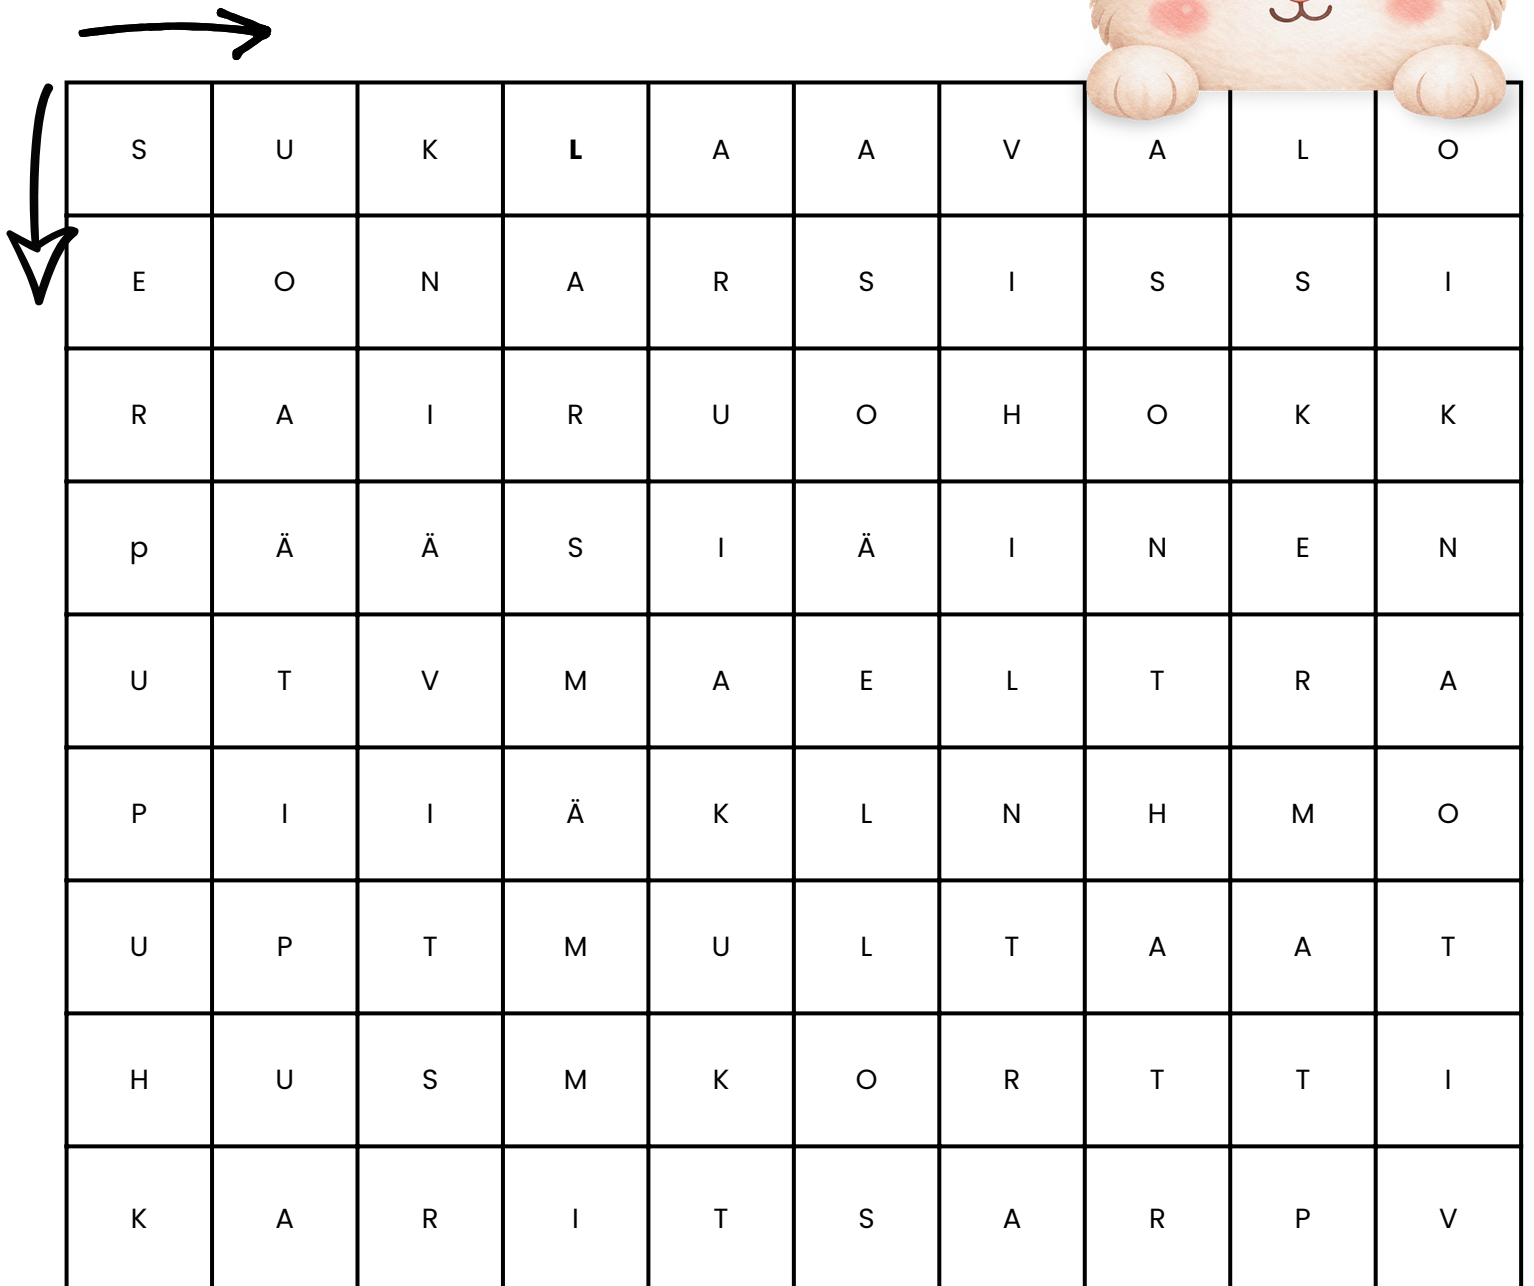 S U K L A A V A L O
E O N A R S I S S I
R A I R U O H O K K
p Ä Ä S I Ä I N E N
U T V M A E L T R A
P I I Ä K L N H M O
U P T M U L T A A T
H U S M K O R T T I
K A R I T S A R P V